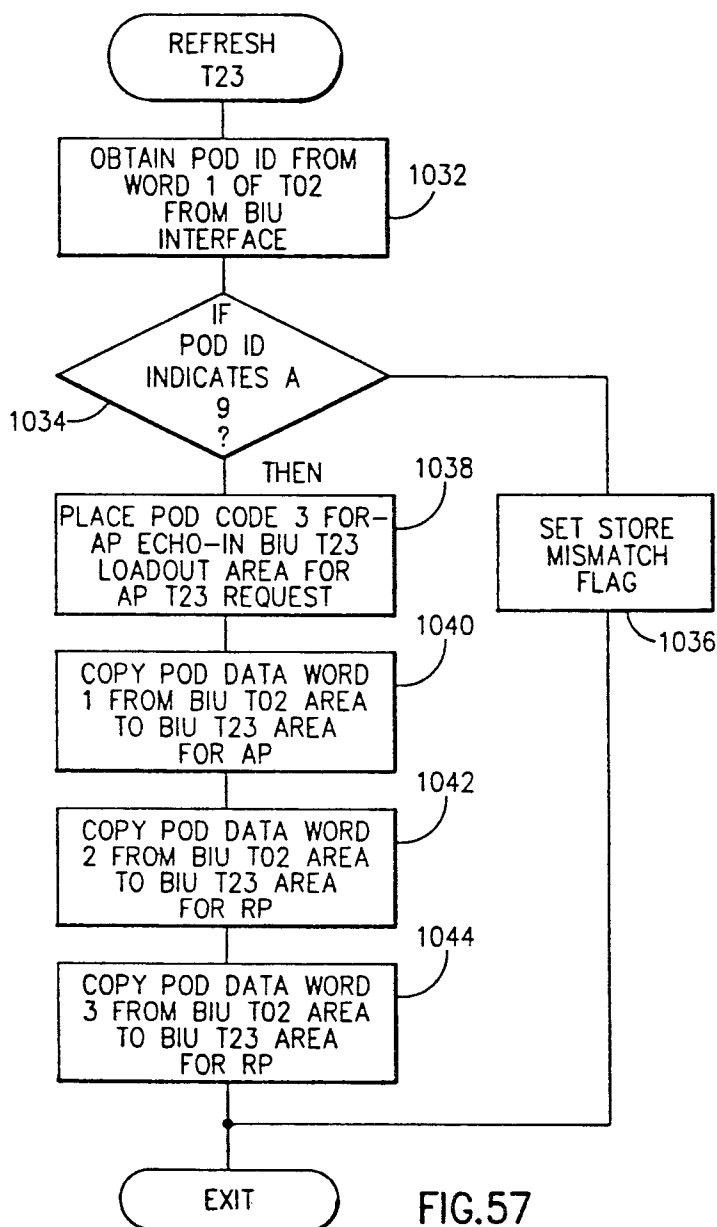 REFRESH
T23
OBTAIN POD ID FROM
WORD 1 OF T02
FROM BIU
INTERFACE
1032
IF
POD ID
INDICATES A
9
?
1034
THEN
1038
PLACE POD CODE 3 FOR-
AP ECHO-IN BIU T23
LOADOUT AREA FOR
AP T23 REQUEST
SET STORE
MISMATCH
FLAG
1036
1040
COPY POD DATA WORD
1 FROM BIU T02 AREA
TO BIU T23 AREA
FOR AP
1042
COPY POD DATA WORD
2 FROM BIU T02 AREA
TO BIU T23 AREA
FOR RP
1044
COPY POD DATA WORD
3 FROM BIU T02 AREA
TO BIU T23 AREA
FOR RP
EXIT
FIG.57